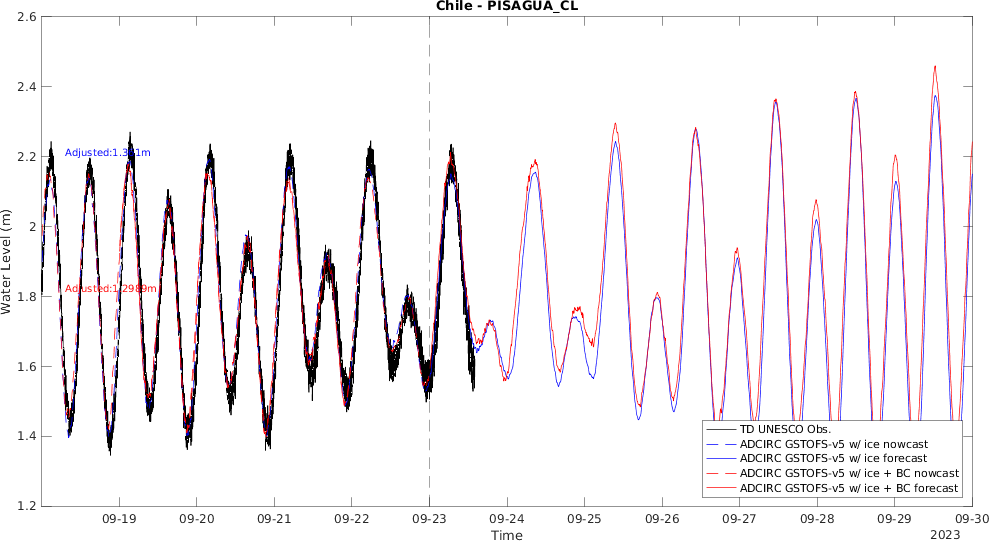 Chile - PISAGUA_CL
2.6
2.4
2.2
2
1.8
1.6
1.4
1.2
Water Level (m)
Adjusted:1.3
1m
Adjusted:1.2989m
TD UNESCO Obs.
ADCIRC GSTOFS-v5 w/ ice nowcast
ADCIRC GSTOFS-v5 w/ ice forecast
ADCIRC GSTOFS-v5 w/ ice + BC nowcast
ADCIRC GSTOFS-v5 w/ ice + BC forecast
09-19 09-20 09-21 09-22 09-23 09-24 09-25 09-26 09-27 09-28 09-29 09-30
Time
2023